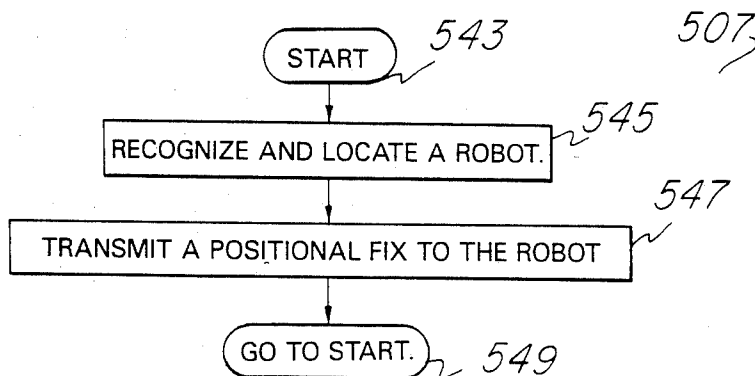 START 543
507
RECOGNIZE AND LOCATE A ROBOT. 545
TRANSMIT A POSITIONAL FIX TO THE ROBOT 547
GO TO START. 549